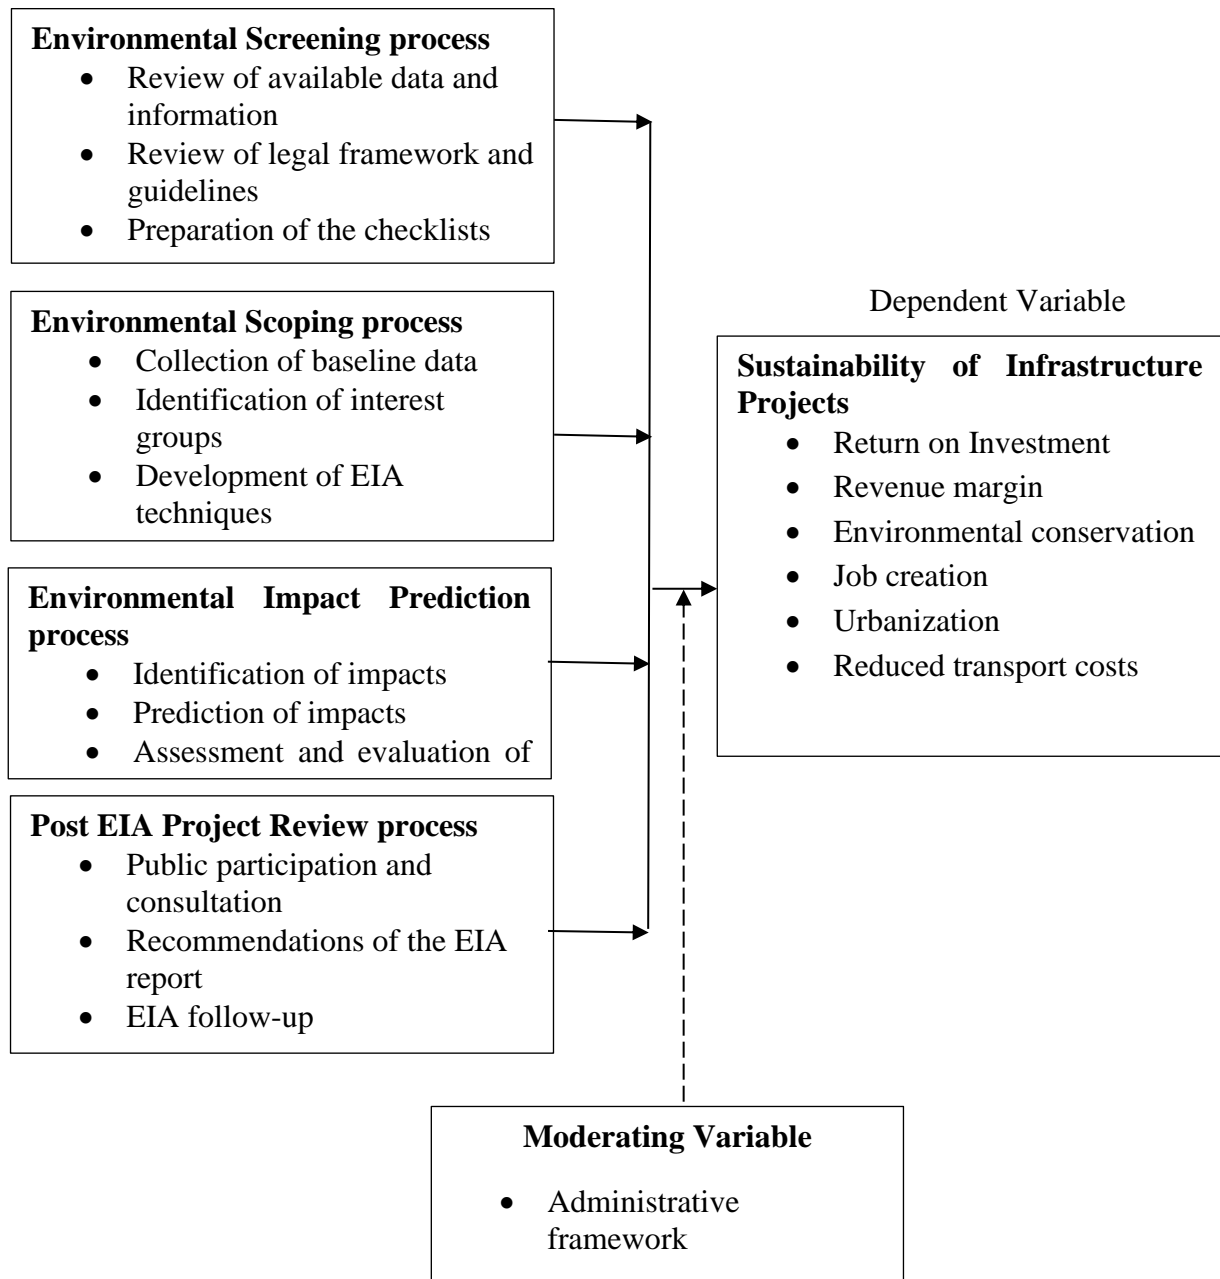 Environmental Screening process
• Review of available data and
information
• Review of legal framework and
guidelines
• Preparation of the checklists
Environmental Scoping process
• Collection of baseline data
• Identification of interest
groups
• Development of EIA
techniques
Environmental Impact Prediction
process
• Identification of impacts
• Prediction of impacts
• Assessment and evaluation of
Post EIA Project Review process
• Public participation and
consultation
• Recommendations of the EIA
report
• EIA follow-up
Dependent Variable
Sustainability of Infrastructure
Projects
• Return on Investment
• Revenue margin
• Environmental conservation
• Job creation
• Urbanization
• Reduced transport costs
Moderating Variable
• Administrative
framework